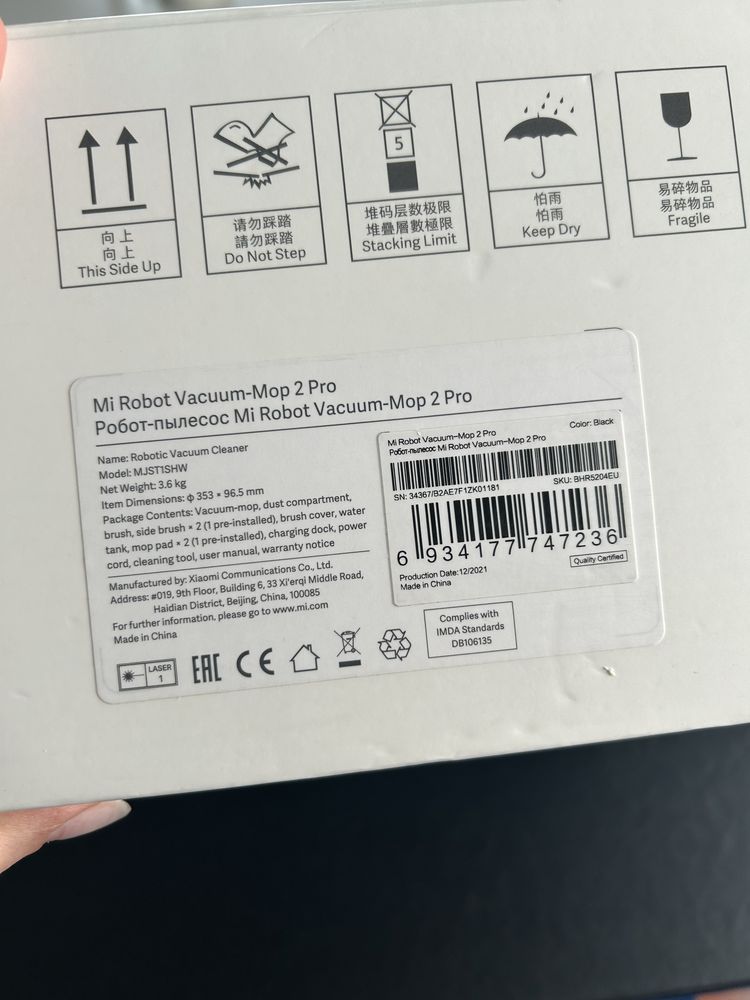 5
向上
向上
This Side Up
请勿踩踏
請勿踩踏
Do Not Step
堆码层数极限
堆疊層數極限
Stacking Limit
怕雨
怕雨
Keep Dry
易碎物品
易碎物品
Fragile
Mi Robot Vacuum-Mop 2 Pro
Робот-пылесос Mi Robot Vacuum-Mop 2 Pro
Name: Robotic Vacuum Cleaner
Model: MJST1SHW
Net Weight: 3.6 kg
Item Dimensions: ф 353 × 96.5 mm
Package Contents: Vacuum-mop, dust compartment,
brush, side brush × 2 (1 pre-installed), brush cover, water
tank, mop pad × 2 (1 pre-installed), charging dock, power
cord, cleaning tool, user manual, warranty notice
Manufactured by: Xiaomi Communications Co., Ltd.
Address: #019, 9th Floor, Building 6, 33 Xi'erqi Middle Road,
Haidian District, Beijing, China, 100085
For further information, please go to www.mi.com
Made in China
Mi Robot Vacuum-Mop 2 Pro
Color: Black
Робот-пылесос Mi Robot Vacuum-Mop 2 Pro
SN: 34367/B2AE7F1ZK01181
SKU: BHR5204EU
6 934177 747236
Production Date:12/2021
Quality Certified
Made in China
LASER
1
EAC
CE
Complies with
IMDA Standards
DB106135